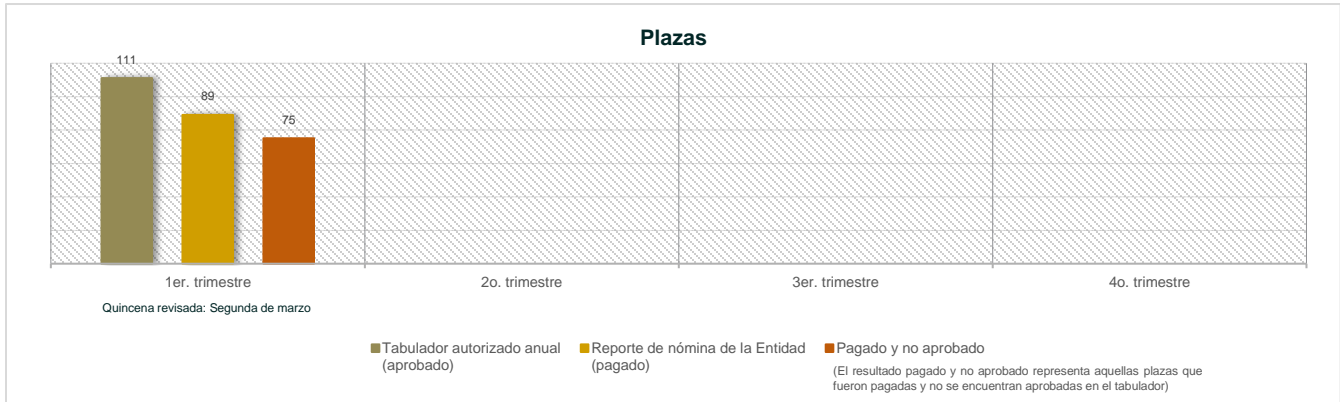 Plazas
111
89
75
1er. trimestre
2o. trimestre
3er. trimestre
4o. trimestre
Quincena revisada: Segunda de marzo
Tabulador autorizado anual
(aprobado)
Reporte de nómina de la Entidad
(pagado)
Pagado y no aprobado
(El resultado pagado y no aprobado representa aquellas plazas que
fueron pagadas y no se encuentran aprobadas en el tabulador)